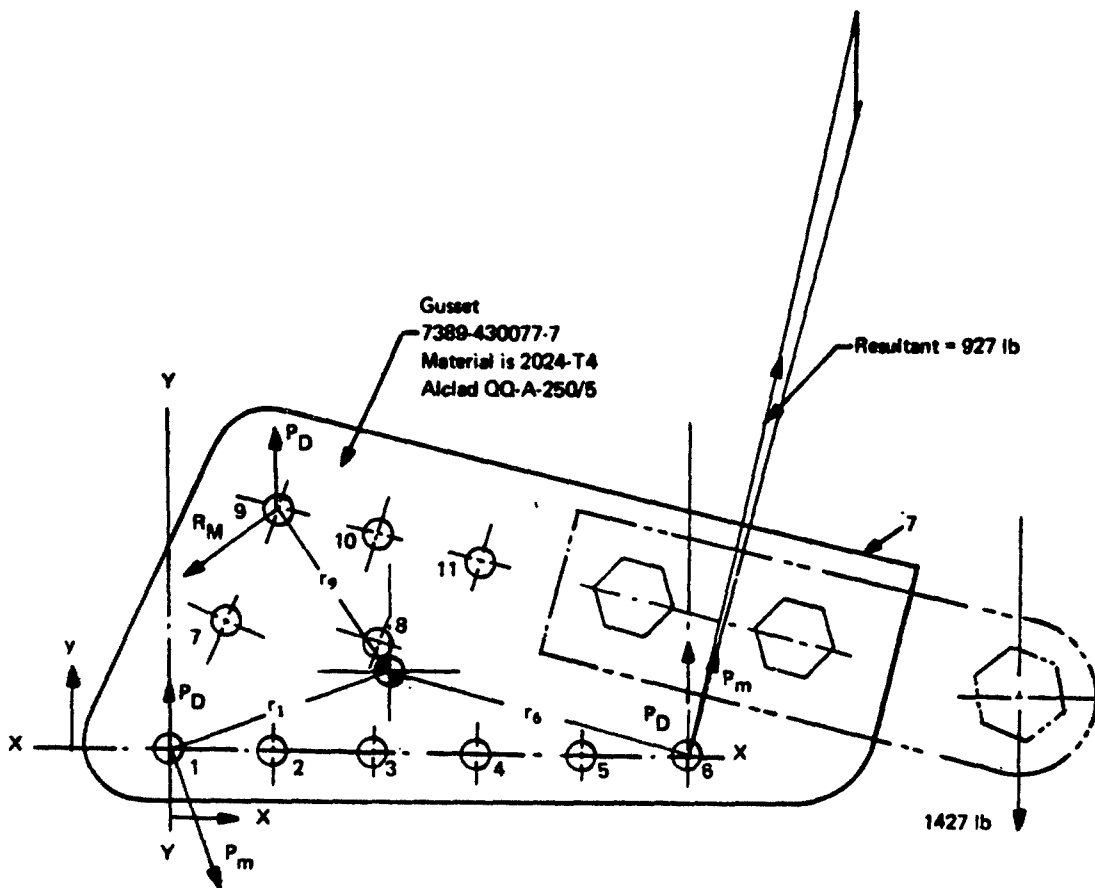 Gusset
7389-430077-7
Material is 2024-T4
Alclad QQ-A-250/5
Resultant = 927 lb
Y
P_D
9
R_M
10
11
7
r_9
7
8
y
P_D
r_1
r_6
P_m
P_D
X
1
2
3
4
5
6
X
X
Y
P_m
1427 lb